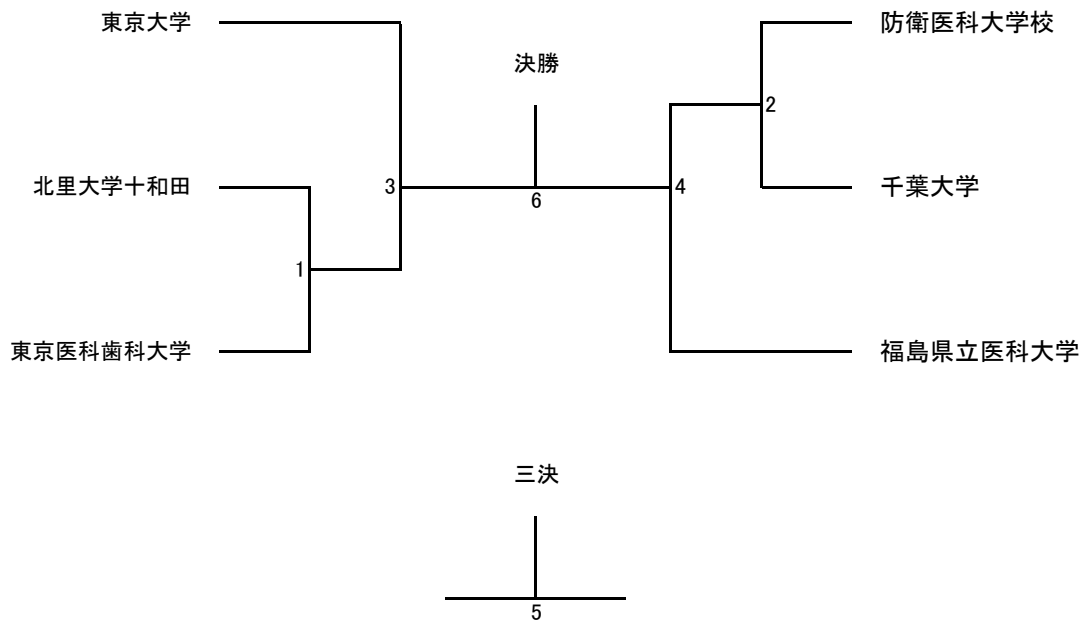 東京大学
防衛医科大学校
決勝
2
北里大学十和田
3
6
4
千葉大学
1
東京医科歯科大学
福島県立医科大学
三決
5